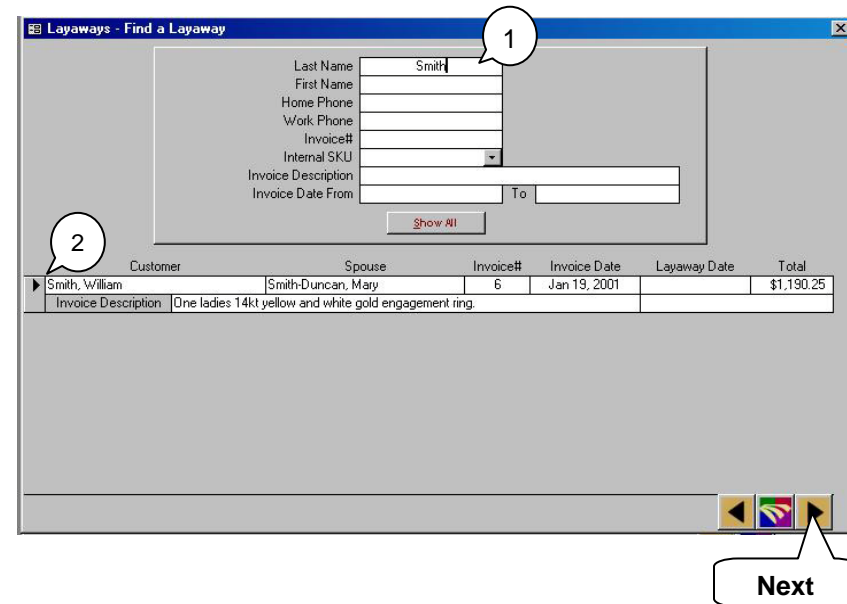 Layaways - Find a Layaway
1
Last Name Smith
First Name
Home Phone
Work Phone
Invoice#
Internal SKU
Invoice Description
Invoice Date From To
Show All
2
Customer Spouse Invoice# Invoice Date Layaway Date Total
Smith, William Smith-Duncan, Mary 6 Jan 19, 2001 $1,190.25
Invoice Description One ladies 14kt yellow and white gold engagement ring.
Next